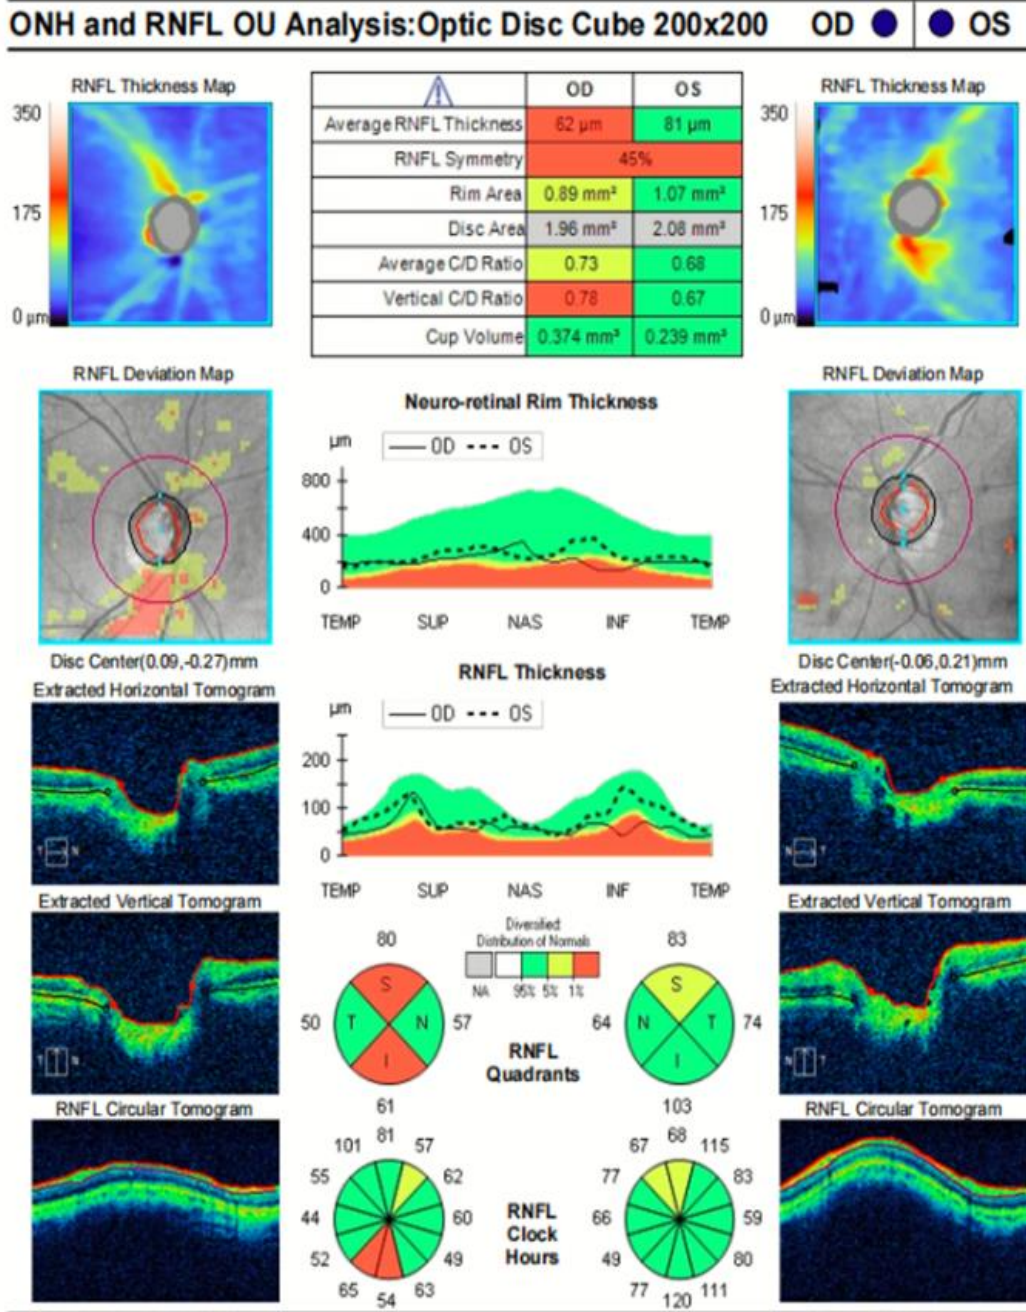 ONH and RNFL OU Analysis:Optic Disc Cube 200x200 OD OS
RNFL Thickness Map
350
175
0 µm
OD OS
Average RNFL Thickness 62 µm 81 µm
RNFL Symmetry 45%
Rim Area 0.89 mm² 1.07 mm²
Disc Area 1.96 mm² 2.08 mm²
Average C/D Ratio 0.73 0.68
Vertical C/D Ratio 0.78 0.67
Cup Volume 0.374 mm³ 0.239 mm³
RNFL Thickness Map
350
175
0 µm
RNFL Deviation Map
Disc Center(0.09,-0.27)mm
Neuro-retinal Rim Thickness
µm OD OS
800
400
0
TEMP SUP NAS INF TEMP
RNFL Deviation Map
Disc Center(-0.06,0.21)mm
Extracted Horizontal Tomogram
T N
RNFL Thickness
µm OD OS
200
100
0
TEMP SUP NAS INF TEMP
Extracted Horizontal Tomogram
N T
Extracted Vertical Tomogram
T N
Extracted Vertical Tomogram
N T
Diversified
Distribution of Normals
NA 95% 5% 1%
80
S
50 T N 57
I
61
RNFL
Quadrants
83
S
64 N T 74
I
103
RNFL Circular Tomogram
RNFL Circular Tomogram
101 81 57
55 62
44 60
52 49
65 54 63
RNFL
Clock
Hours
67 68 115
77 83
66 59
49 80
77 120 111